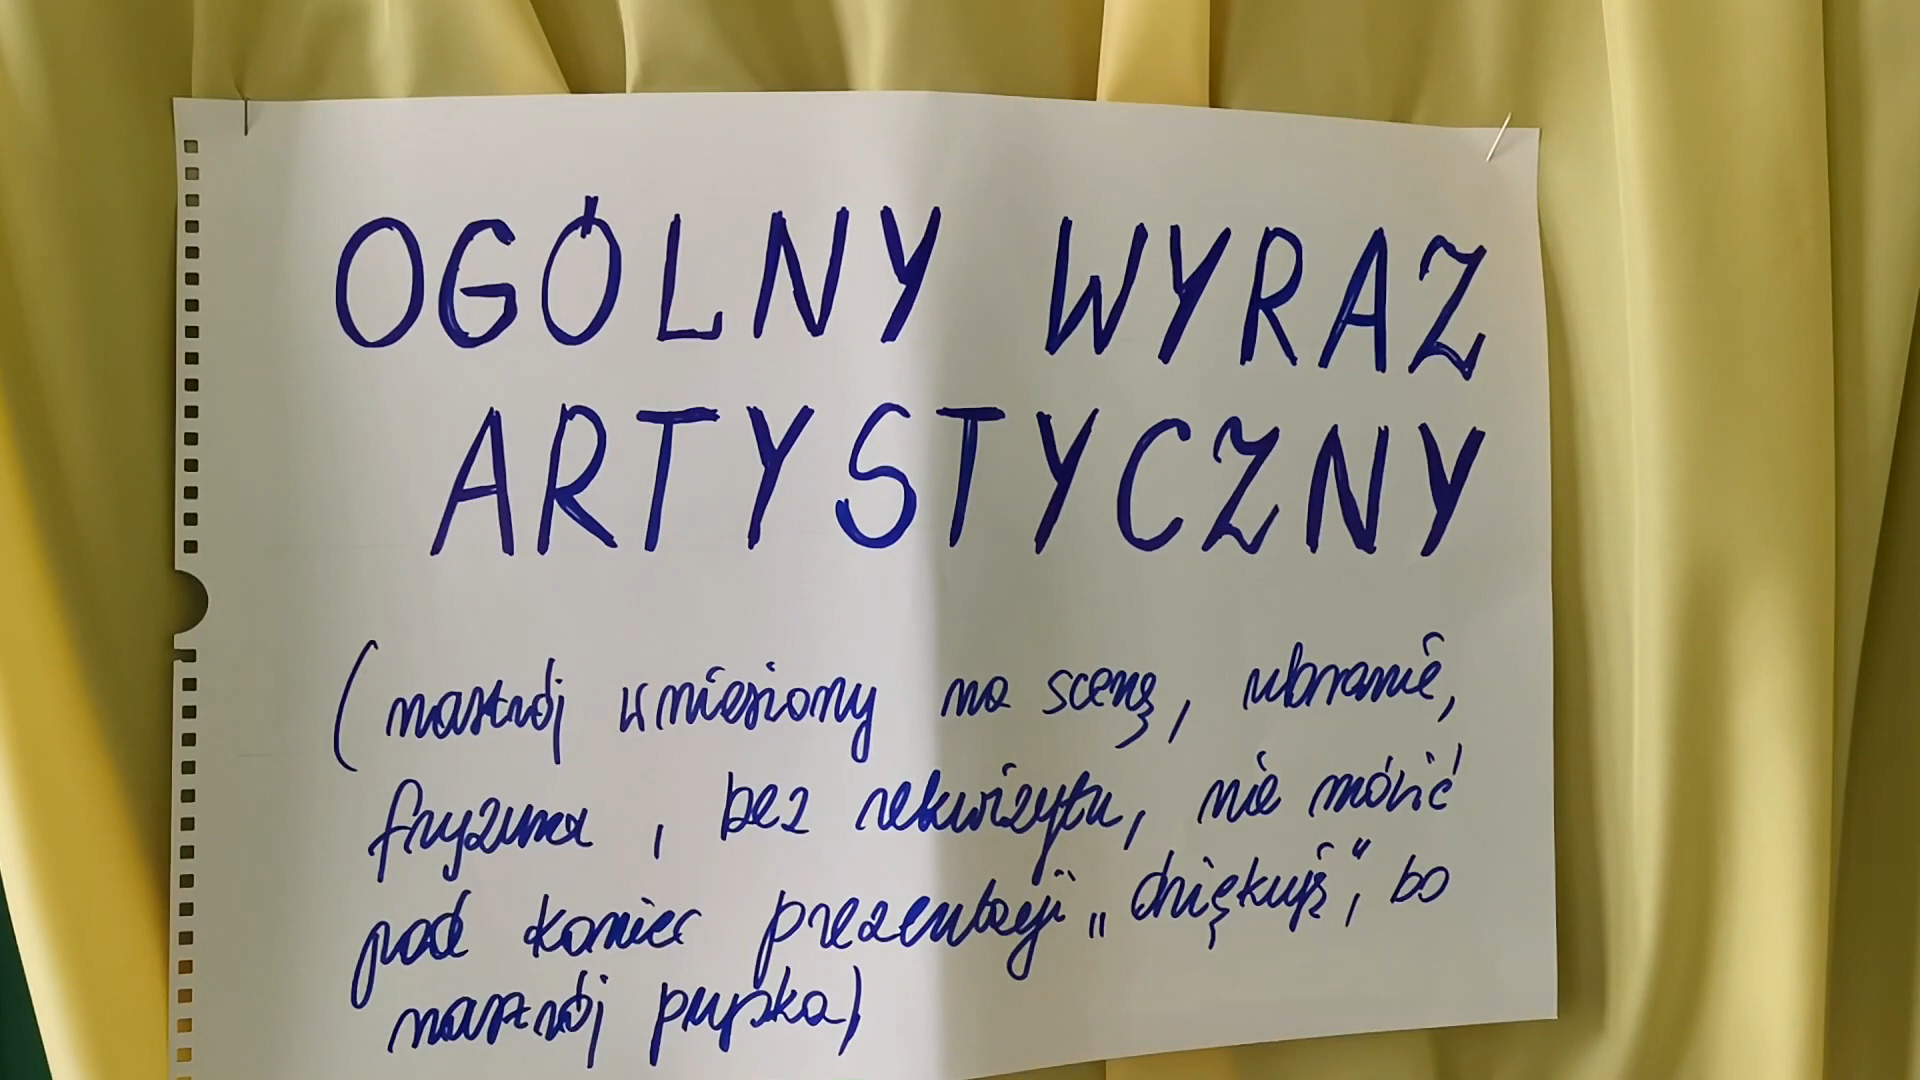 OGÓLNY WYRAZ
ARTYSTYCZNY
(nastrój wniesiony na scenę, ubranie,
fryzura, bez rekwizytu, nie mówić
pod koniec prezentacji „dziękuję", bo
nastrój pryska)